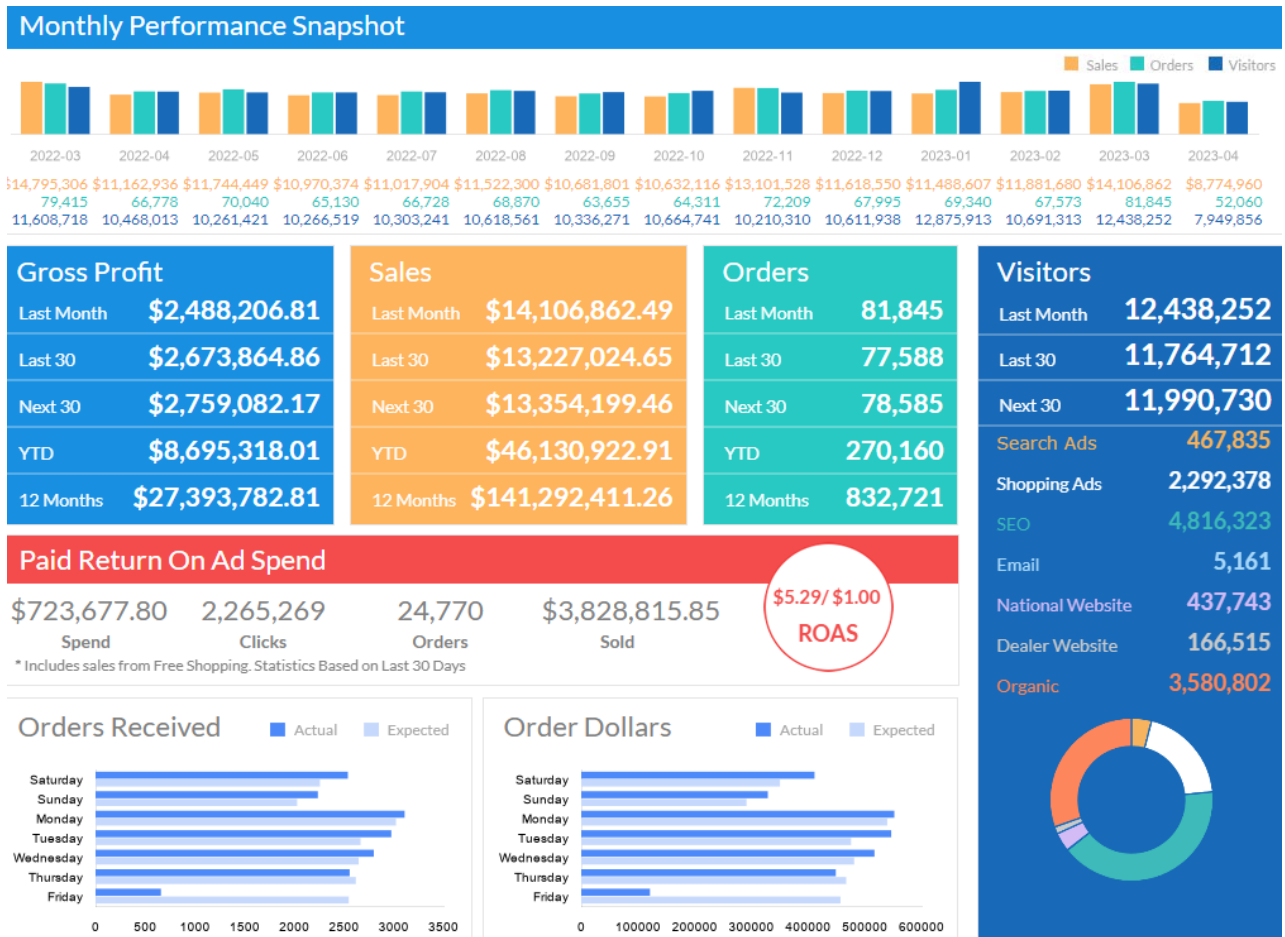 Monthly Performance Snapshot
Sales Orders Visitors
2022-03 2022-04 2022-05 2022-06 2022-07 2022-08 2022-09 2022-10 2022-11 2022-12 2023-01 2023-02 2023-03 2023-04
$14,795,306 $11,162,936 $11,744,449 $10,970,374 $11,017,904 $11,522,300 $10,681,801 $10,632,116 $13,101,528 $11,618,550 $11,488,607 $11,881,680 $14,106,862 $8,774,960
79,415 66,778 70,040 65,130 66,728 68,870 63,655 64,311 72,209 67,995 69,340 67,573 81,845 52,060
11,608,718 10,468,013 10,261,421 10,266,519 10,303,241 10,618,561 10,336,271 10,664,741 10,210,310 10,611,938 12,875,913 10,691,313 12,438,252 7,949,856
Gross Profit
Last Month $2,488,206.81
Last 30 $2,673,864.86
Next 30 $2,759,082.17
YTD $8,695,318.01
12 Months $27,393,782.81
Sales
Last Month $14,106,862.49
Last 30 $13,227,024.65
Next 30 $13,354,199.46
YTD $46,130,922.91
12 Months $141,292,411.26
Orders
Last Month 81,845
Last 30 77,588
Next 30 78,585
YTD 270,160
12 Months 832,721
Visitors
Last Month 12,438,252
Last 30 11,764,712
Next 30 11,990,730
Search Ads 467,835
Shopping Ads 2,292,378
SEO 4,816,323
Email 5,161
National Website 437,743
Dealer Website 166,515
Organic 3,580,802
Paid Return On Ad Spend
$723,677.80 2,265,269 24,770 $3,828,815.85
Spend Clicks Orders Sold
* Includes sales from Free Shopping. Statistics Based on Last 30 Days
$5.29/ $1.00
ROAS
Orders Received Actual Expected
Saturday
Sunday
Monday
Tuesday
Wednesday
Thursday
Friday
0 500 1000 1500 2000 2500 3000 3500
Order Dollars Actual Expected
Saturday
Sunday
Monday
Tuesday
Wednesday
Thursday
Friday
0 100000 200000 300000 400000 500000 600000